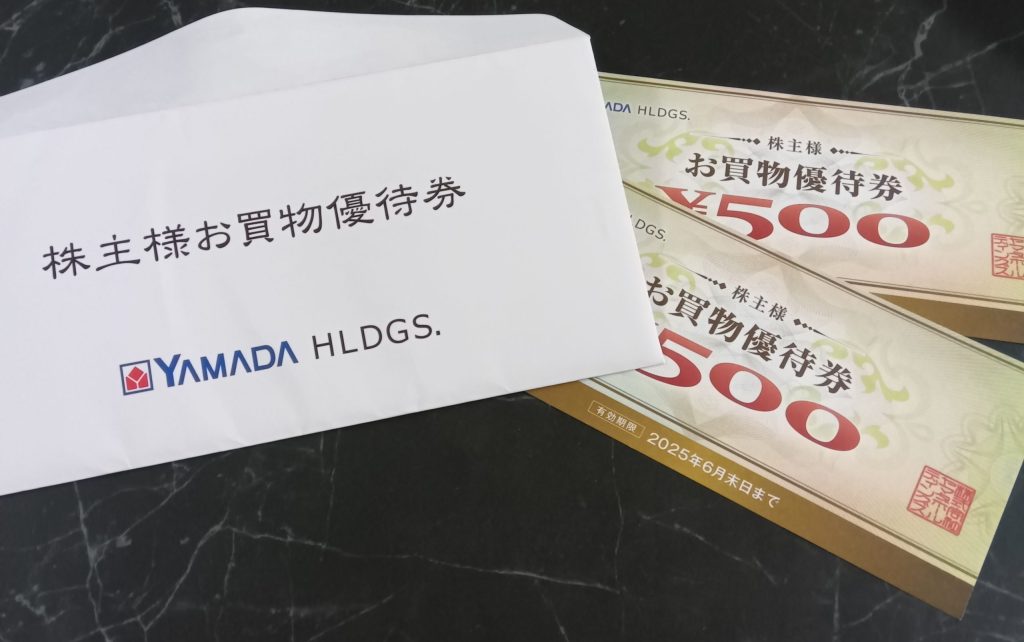 株主様お買物優待券
YAMADA HLDGS.
ADA HLDGS.
株主様
お買物優待券
¥500
HLDGS.
株主様
お買物優待券
500
有効期限 2025年6月末日まで